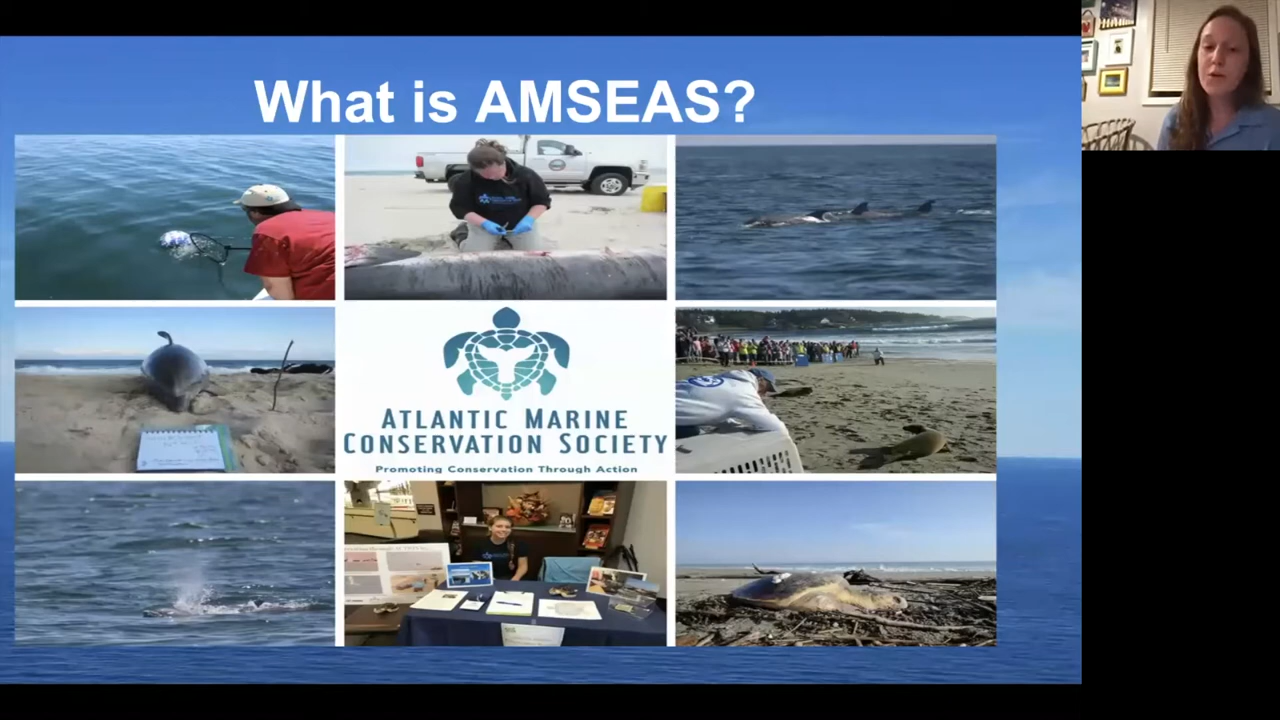 What is AMSEAS?
ATLANTIC MARINE
CONSERVATION SOCIETY
Promoting Conservation Through Action